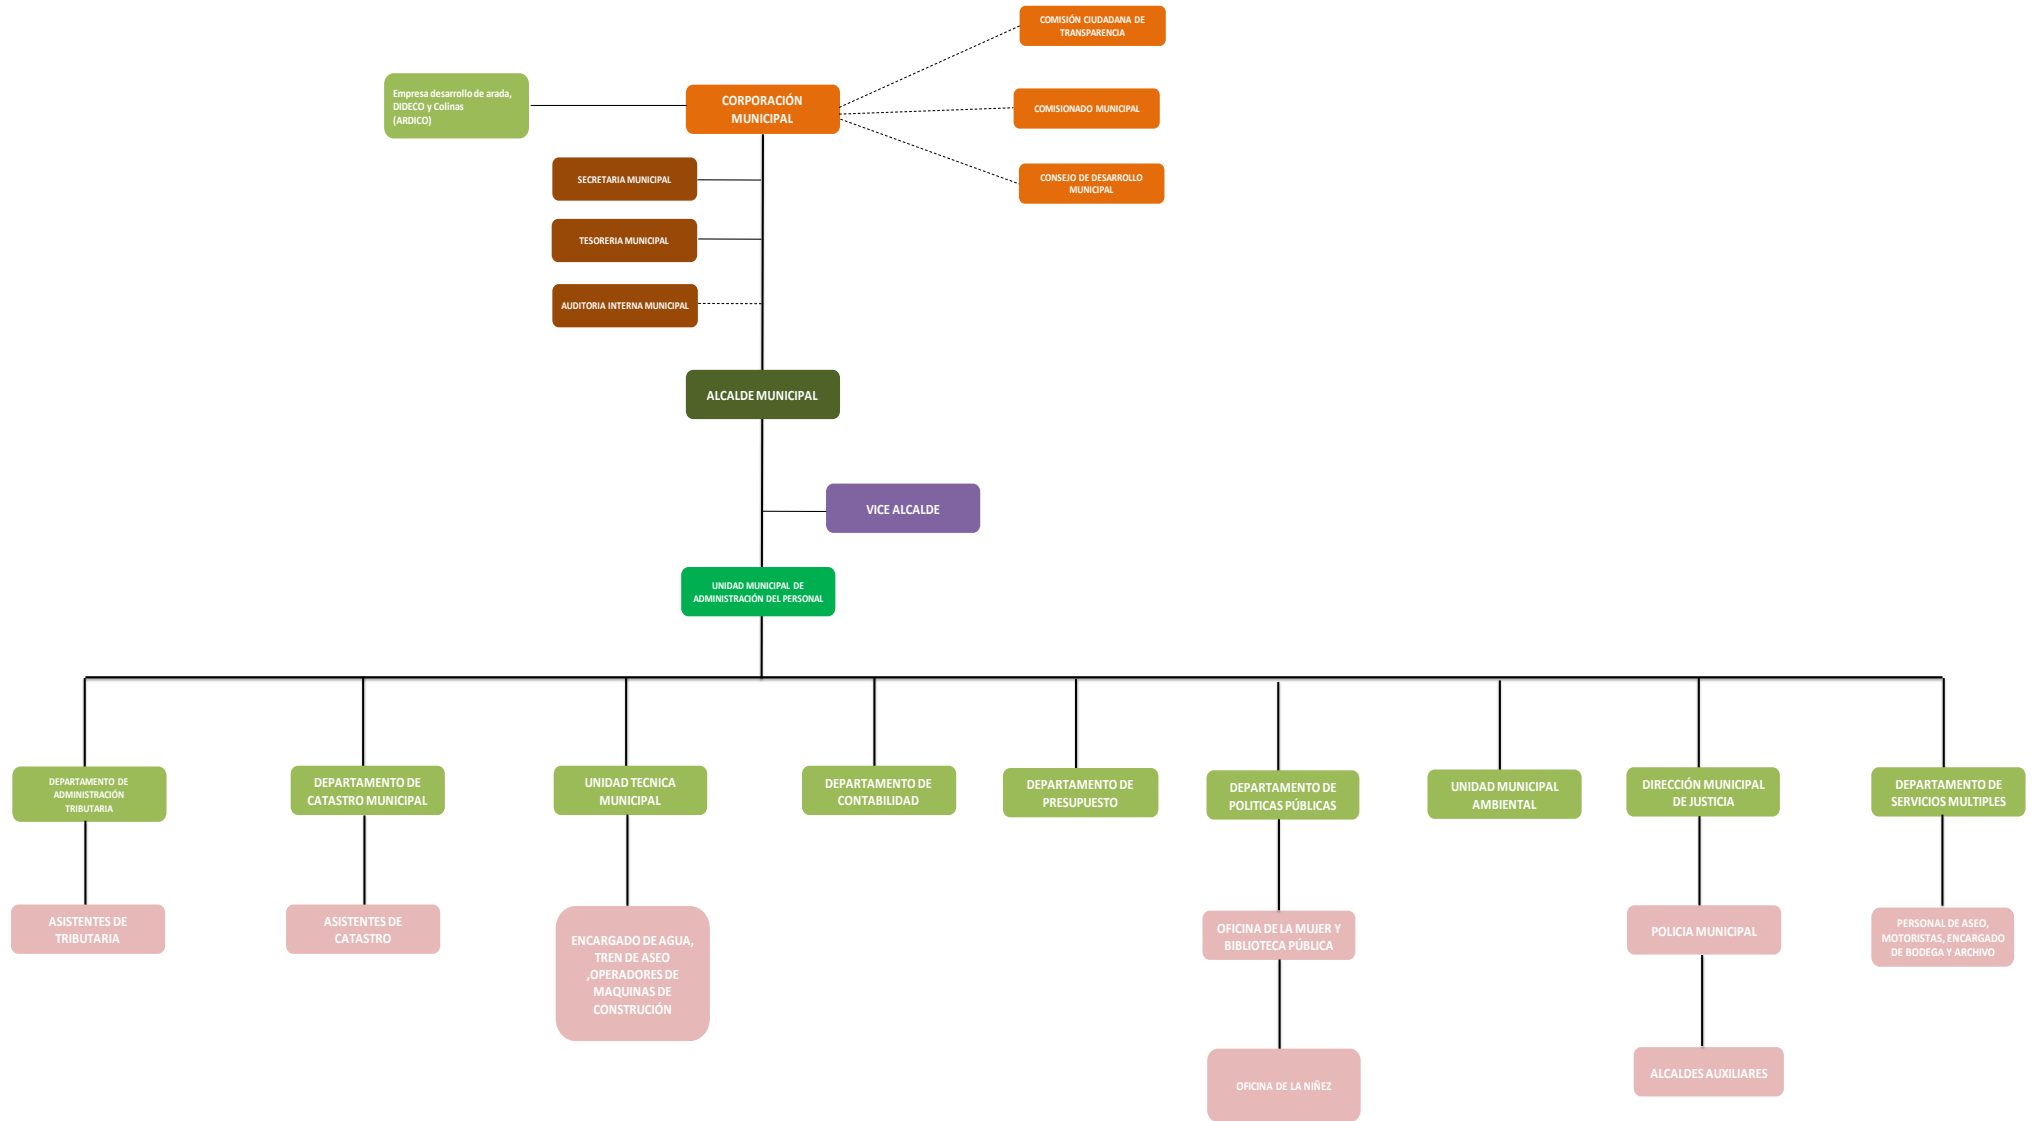 COMISIÓN CIUDADANA DE
TRANSPARENCIA
Empresa desarrollo de arada,
DIDECO y Colinas
(ARDICO)
CORPORACIÓN
MUNICIPAL
COMISIONADO MUNICIPAL
SECRETARIA MUNICIPAL
CONSEJO DE DESARROLLO
MUNICIPAL
TESORERIA MUNICIPAL
AUDITORIA INTERNA MUNICIPAL
ALCALDE MUNICIPAL
VICE ALCALDE
UNIDAD MUNICIPAL DE
ADMINISTRACIÓN DEL PERSONAL
DEPARTAMENTO DE
ADMINISTRACIÓN
TRIBUTARIA
DEPARTAMENTO DE
CATASTRO MUNICIPAL
UNIDAD TECNICA
MUNICIPAL
DEPARTAMENTO DE
CONTABILIDAD
DEPARTAMENTO DE
PRESUPUESTO
DEPARTAMENTO DE
POLITICAS PÚBLICAS
UNIDAD MUNICIPAL
AMBIENTAL
DIRECCIÓN MUNICIPAL
DE JUSTICIA
DEPARTAMENTO DE
SERVICIOS MULTIPLES
ASISTENTES DE
TRIBUTARIA
ASISTENTES DE
CATASTRO
ENCARGADO DE AGUA,
TREN DE ASEO
,OPERADORES DE
MAQUINAS DE
CONSTRUCIÓN
OFICINA DE LA MUJER Y
BIBLIOTECA PÚBLICA
POLICIA MUNICIPAL
PERSONAL DE ASEO,
MOTORISTAS, ENCARGADO
DE BODEGA Y ARCHIVO
OFICINA DE LA NIÑEZ
ALCALDES AUXILIARES